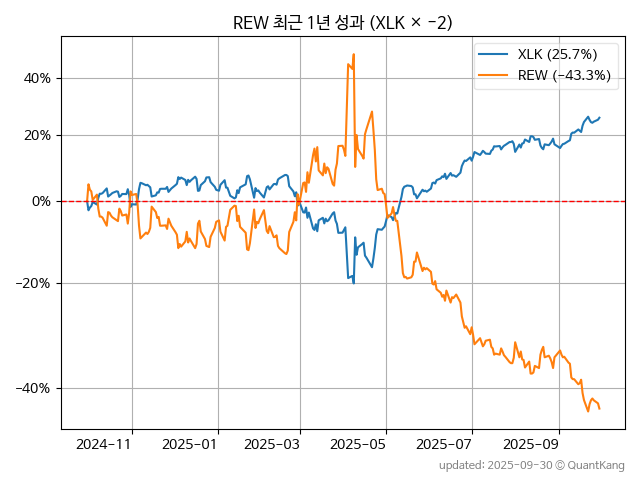 REW 최근 1년 성과 (XLK × -2)
XLK (25.7%)
REW (-43.3%)
40%
20%
0%
-20%
-40%
2024-11
2025-01
2025-03
2025-05
2025-07
2025-09
updated: 2025-09-30 © QuantKang